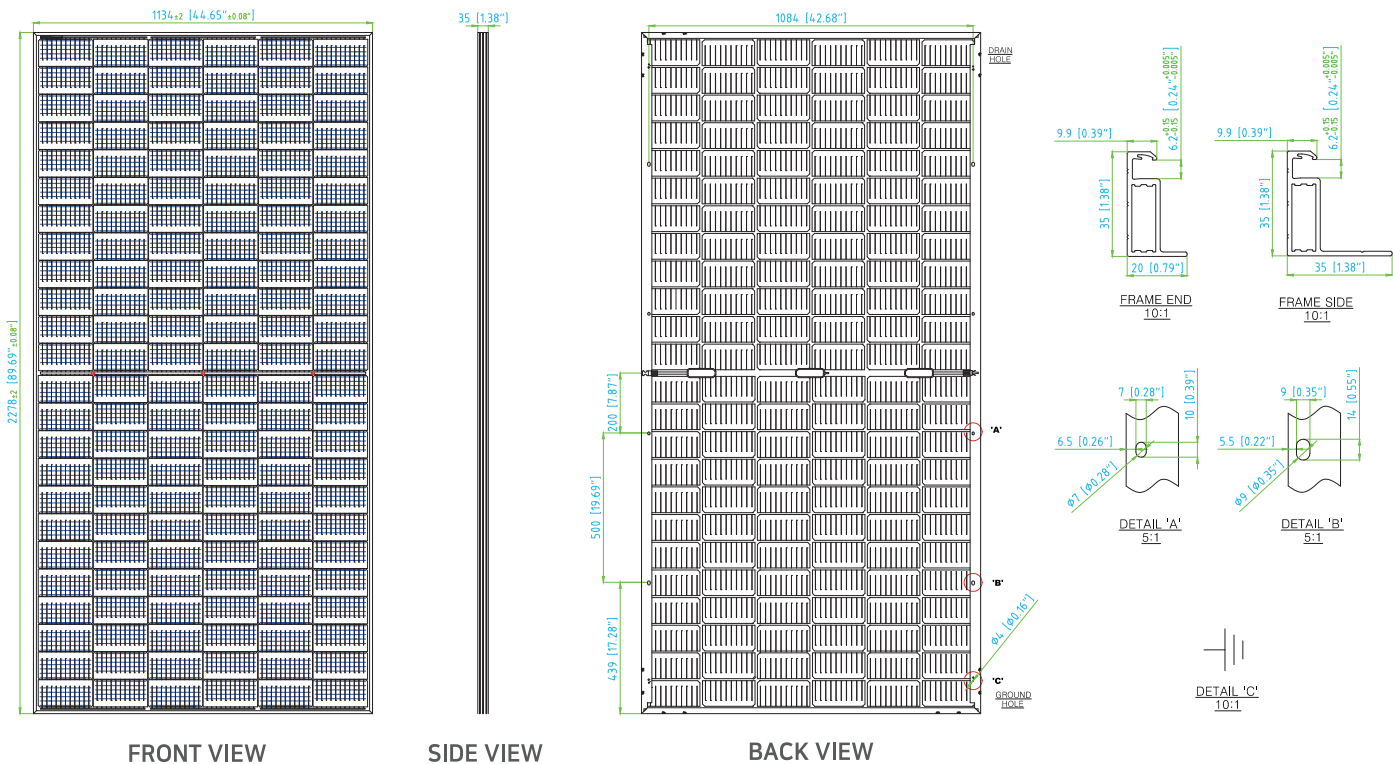 1134±2 [44.65"±0.08"]
35 [1.38"]
1084 [42.68"]
2278±2 [89.69"±0.08"]
DRAIN
HOLE
200 [7.87"]
500 [19.69"]
439 [17.28"]
'A'
'B'
'C'
Ø4 [Ø0.16"]
GROUND
HOLE
FRONT VIEW
SIDE VIEW
BACK VIEW
9.9 [0.39"]
6.2+0.15-0.15 [0.24"+0.005"-0.005"]
35 [1.38"]
20 [0.79"]
FRAME END
10:1
9.9 [0.39"]
6.2+0.15-0.15 [0.24"+0.005"-0.005"]
35 [1.38"]
35 [1.38"]
FRAME SIDE
10:1
7 [0.28"]
10 [0.39"]
6.5 [0.26"]
Ø7 [Ø0.28"]
DETAIL 'A'
5:1
9 [0.35"]
14 [0.55"]
5.5 [0.22"]
Ø9 [Ø0.35"]
DETAIL 'B'
5:1
DETAIL 'C'
10:1